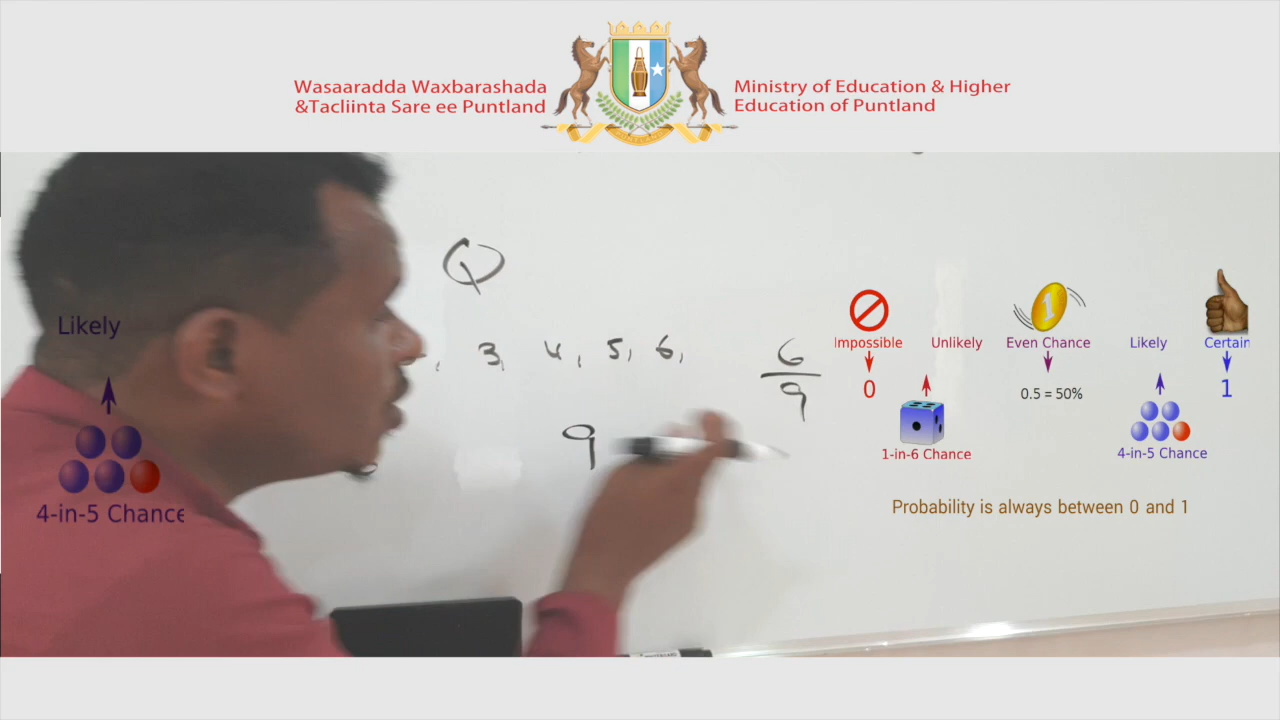 Wasaaradda Waxbarashada
&Tacliinta Sare ee Puntland
Ministry of Education & Higher
Education of Puntland
Q
, 3, 4, 5, 6,
6
9
9
Likely
4-in-5 Chance
Impossible
Unlikely
Even Chance
Likely
Certain
0
1
0.5 = 50%
1
1-in-6 Chance
4-in-5 Chance
Probability is always between 0 and 1